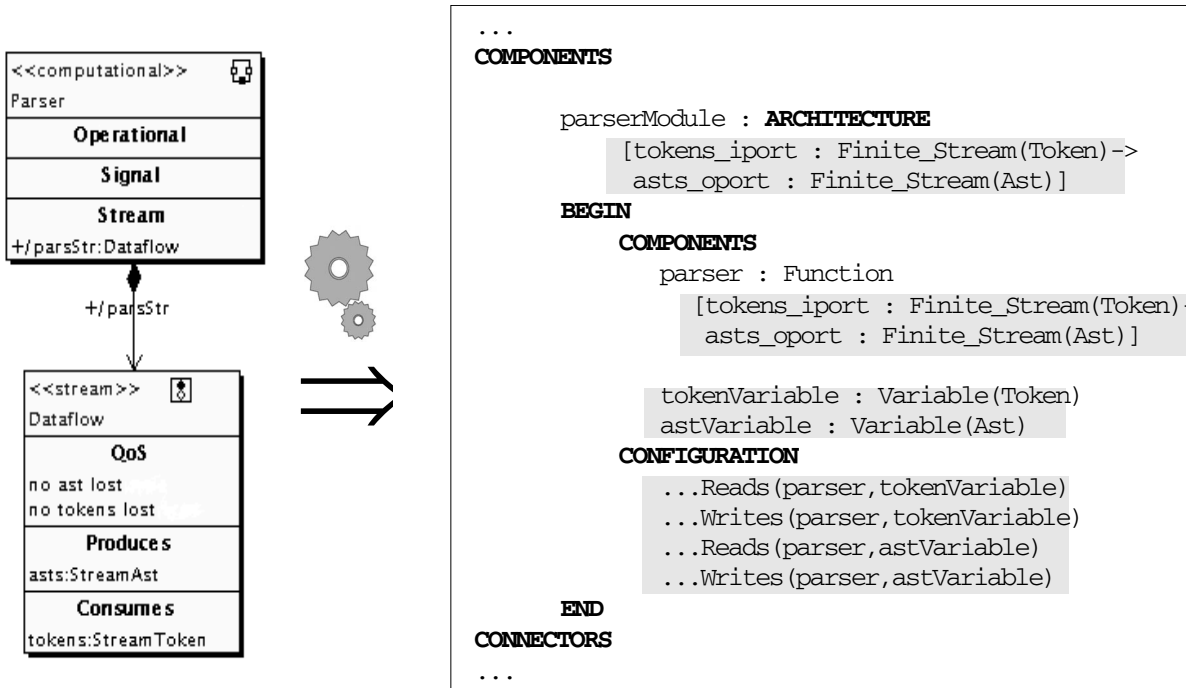 <<computational>>
Parser
Operational
Signal
Stream
+/parsStr:Dataflow
+/parsStr
<<stream>>
Dataflow
QoS
no ast lost
no tokens lost
Produces
asts:StreamAst
Consumes
tokens:StreamToken
...
COMPONENTS
parserModule : ARCHITECTURE
[tokens_iport : Finite_Stream(Token)->
asts_oport : Finite_Stream(Ast)]
BEGIN
COMPONENTS
parser : Function
[tokens_iport : Finite_Stream(Token)-
asts_oport : Finite_Stream(Ast)]
tokenVariable : Variable(Token)
astVariable : Variable(Ast)
CONFIGURATION
...Reads(parser,tokenVariable)
...Writes(parser,tokenVariable)
...Reads(parser,astVariable)
...Writes(parser,astVariable)
END
CONNECTORS
...